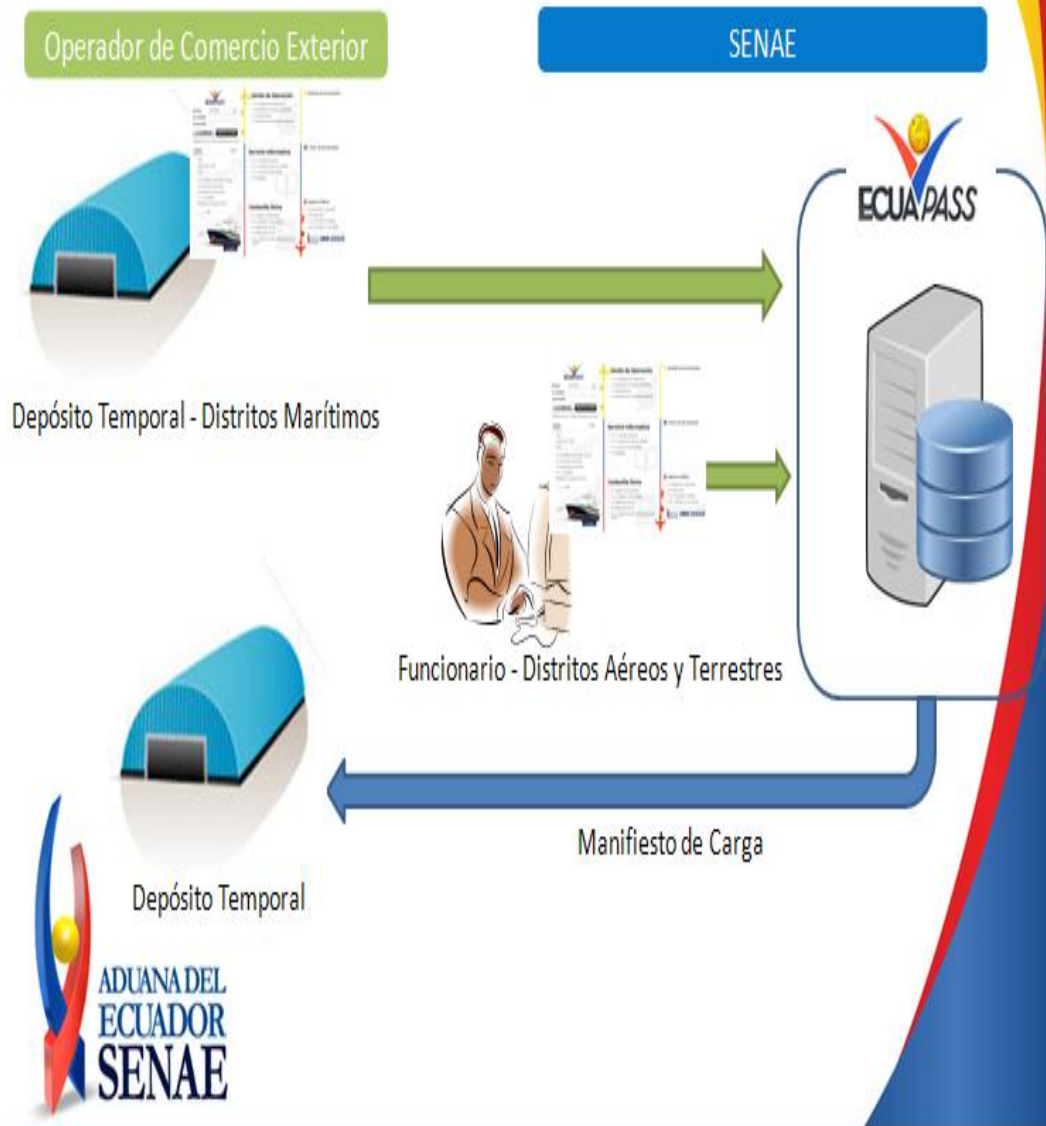 Operador de Comercio Exterior
SENAE
ECUAPASS
Depósito Temporal - Distritos Marítimos
Funcionario - Distritos Aéreos y Terrestres
Manifiesto de Carga
Depósito Temporal
ADUANA DEL
ECUADOR
SENAE